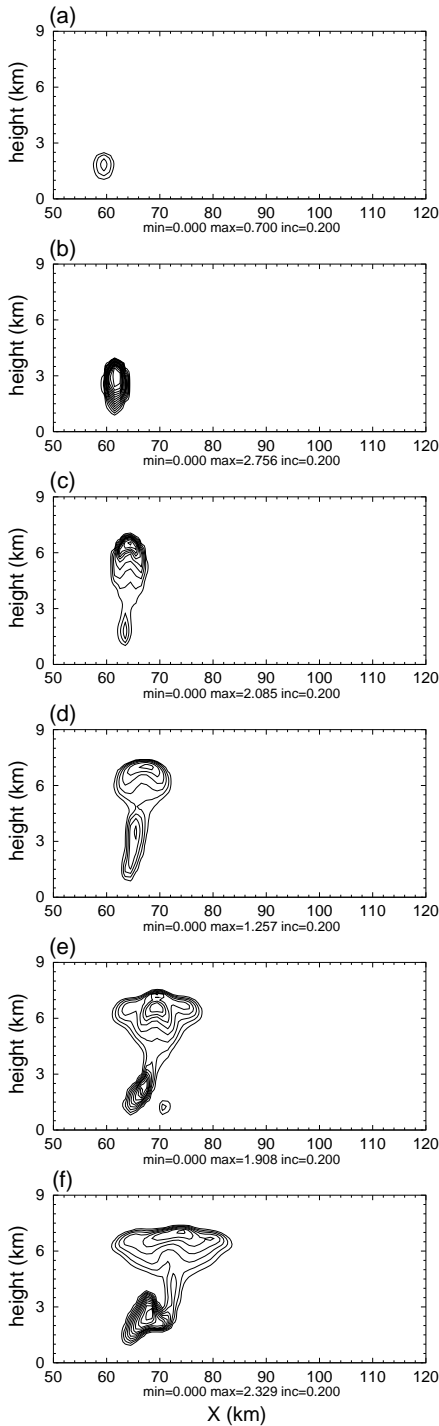 (a)
9
6
3
0
height (km)
50 60 70 80 90 100 110 120
min=0.000 max=0.700 inc=0.200
(b)
9
6
3
0
height (km)
50 60 70 80 90 100 110 120
min=0.000 max=2.756 inc=0.200
(c)
9
6
3
0
height (km)
50 60 70 80 90 100 110 120
min=0.000 max=2.085 inc=0.200
(d)
9
6
3
0
height (km)
50 60 70 80 90 100 110 120
min=0.000 max=1.257 inc=0.200
(e)
9
6
3
0
height (km)
50 60 70 80 90 100 110 120
min=0.000 max=1.908 inc=0.200
(f)
9
6
3
0
height (km)
50 60 70 80 90 100 110 120
min=0.000 max=2.329 inc=0.200
X (km)